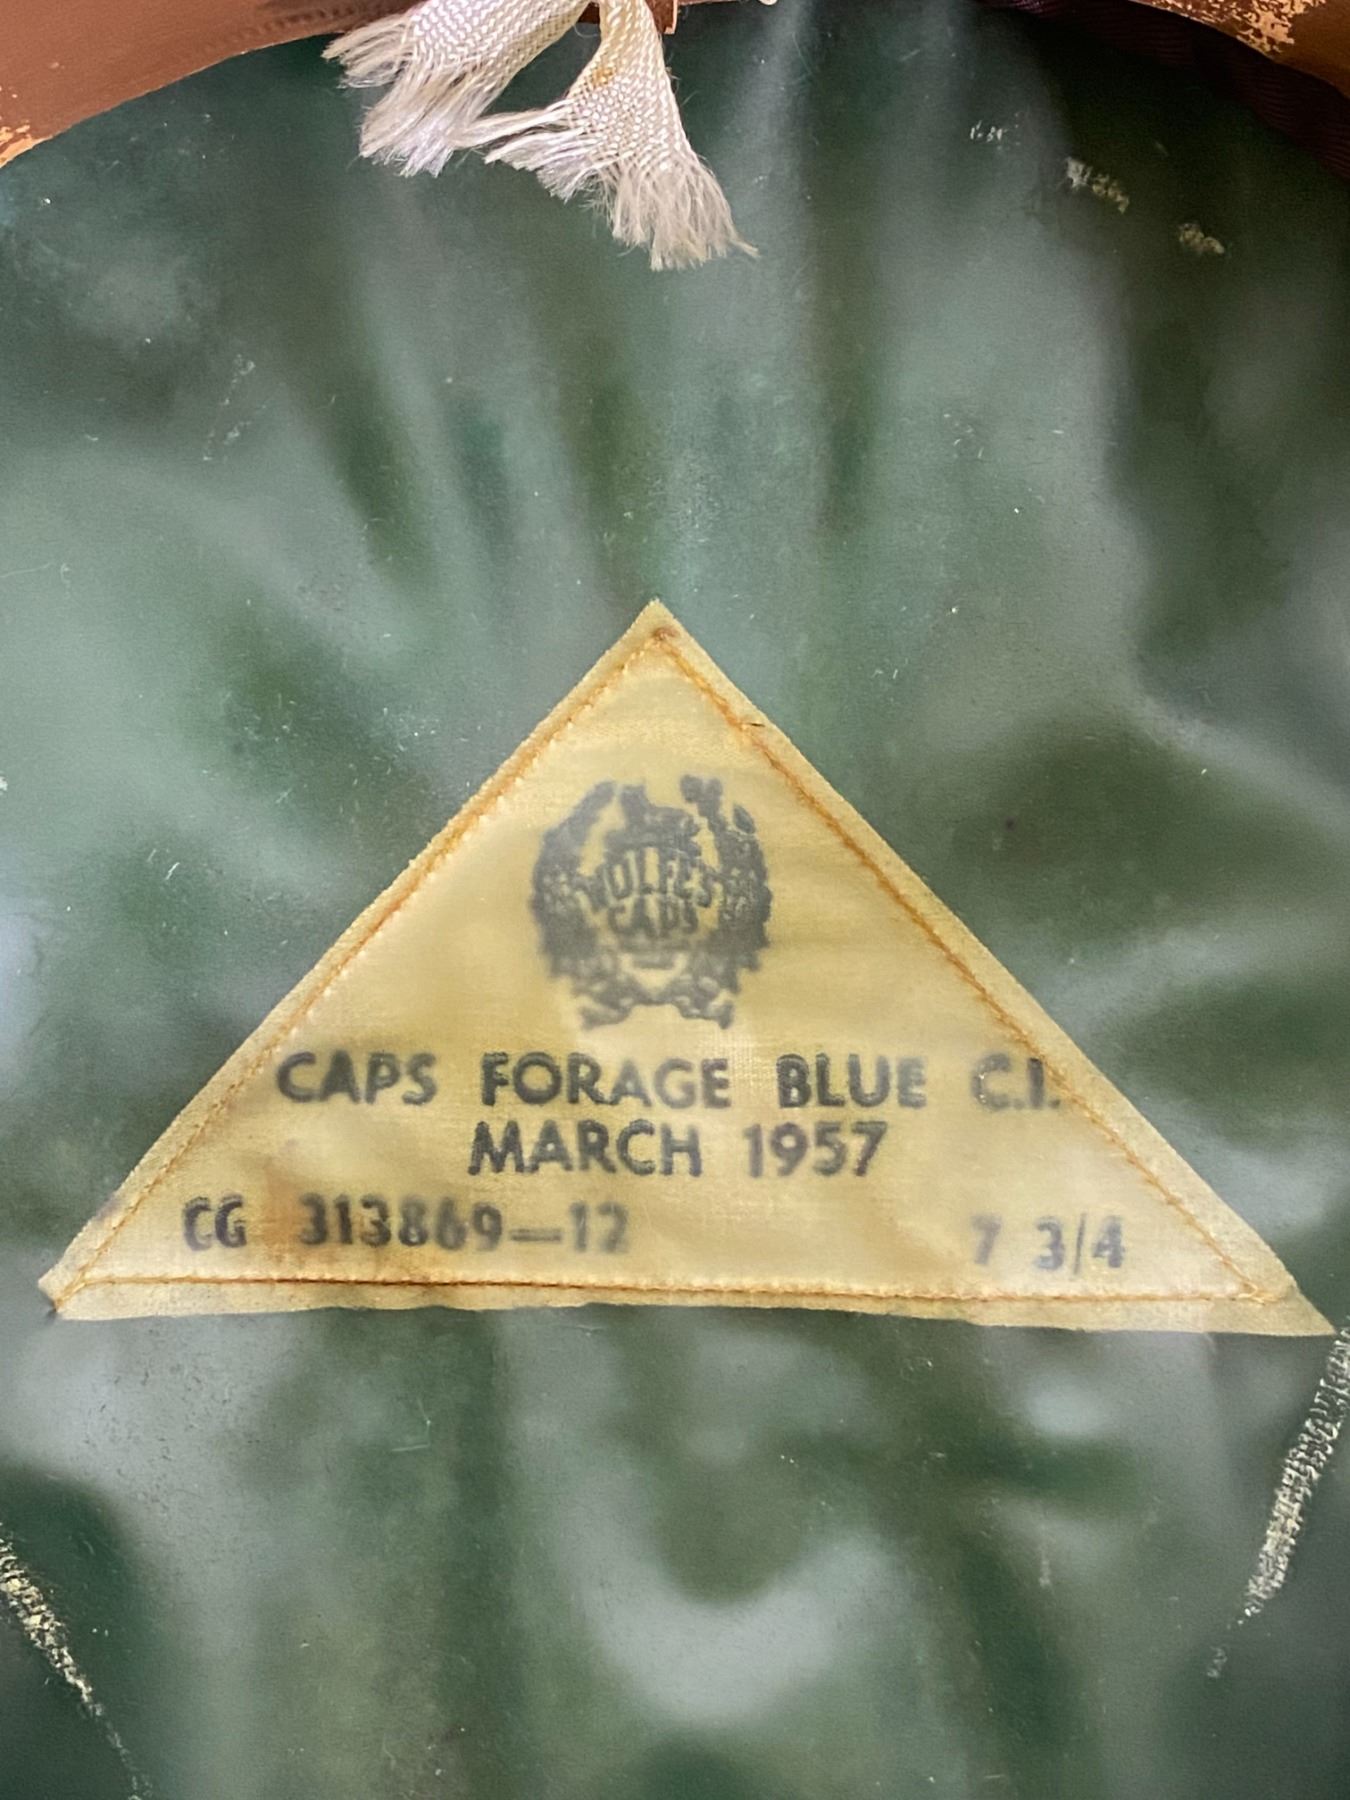 WOLFE'S
CAPS
CAPS FORAGE BLUE C.I.
MARCH 1957
CG 313869—12 7 3/4